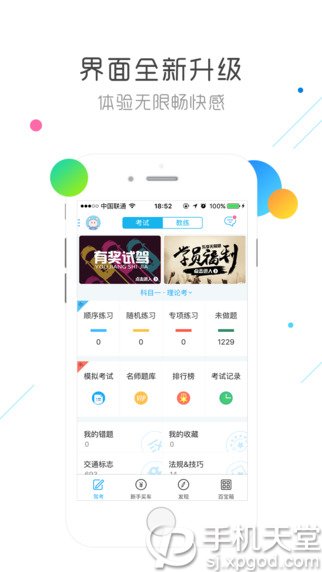 界面全新升级
体验无限畅快感
中国联通 18:52
考试 教练
有奖试驾
YOU JIANG SHI JIA
点击进入
学员福利
点击进入
科目一 - 理论考
顺序练习 随机练习 专项练习 未做题
0 0 0 1229
模拟考试 名师题库 排行榜 考试记录
VIP
我的错题 我的收藏
0 0
交通标志 法规&技巧
603 14
驾考 新手买车 发现 百宝箱
手机天堂
sj.xpgod.com